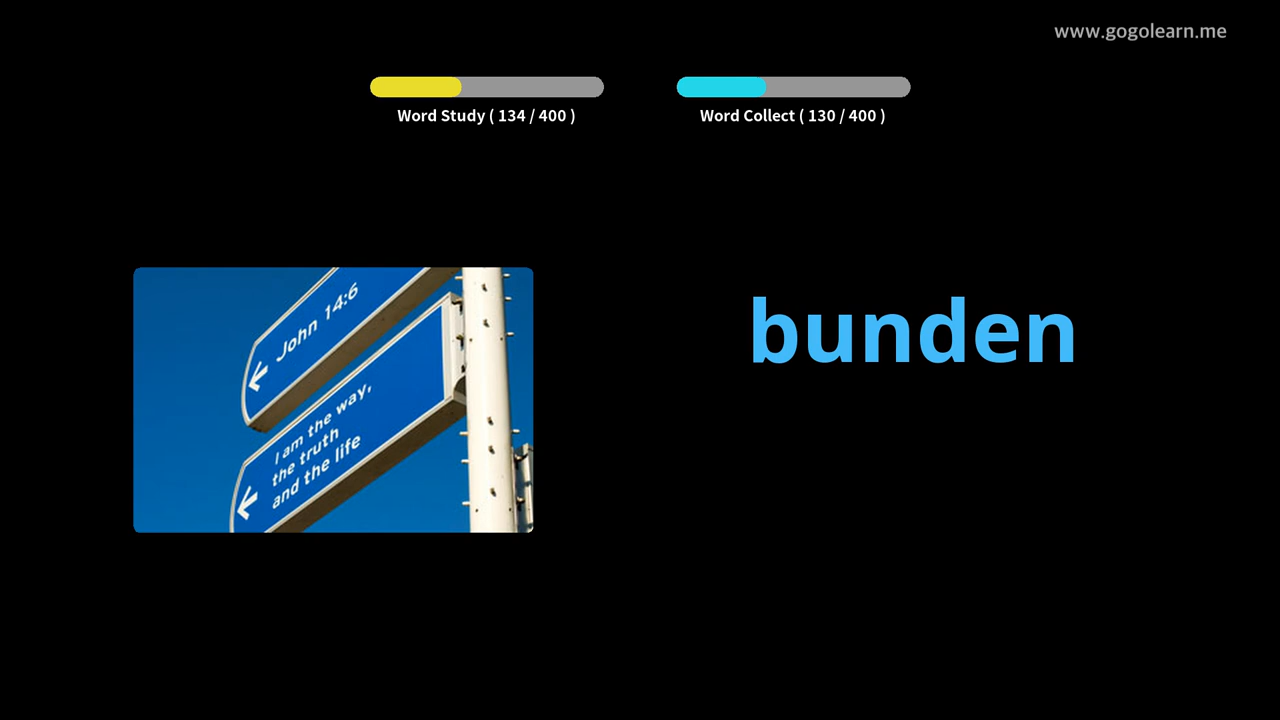 www.gogolearn.me
Word Study ( 134 / 400 )
Word Collect ( 130 / 400 )
John 14:6
I am the way,
the truth
and the life
bunden